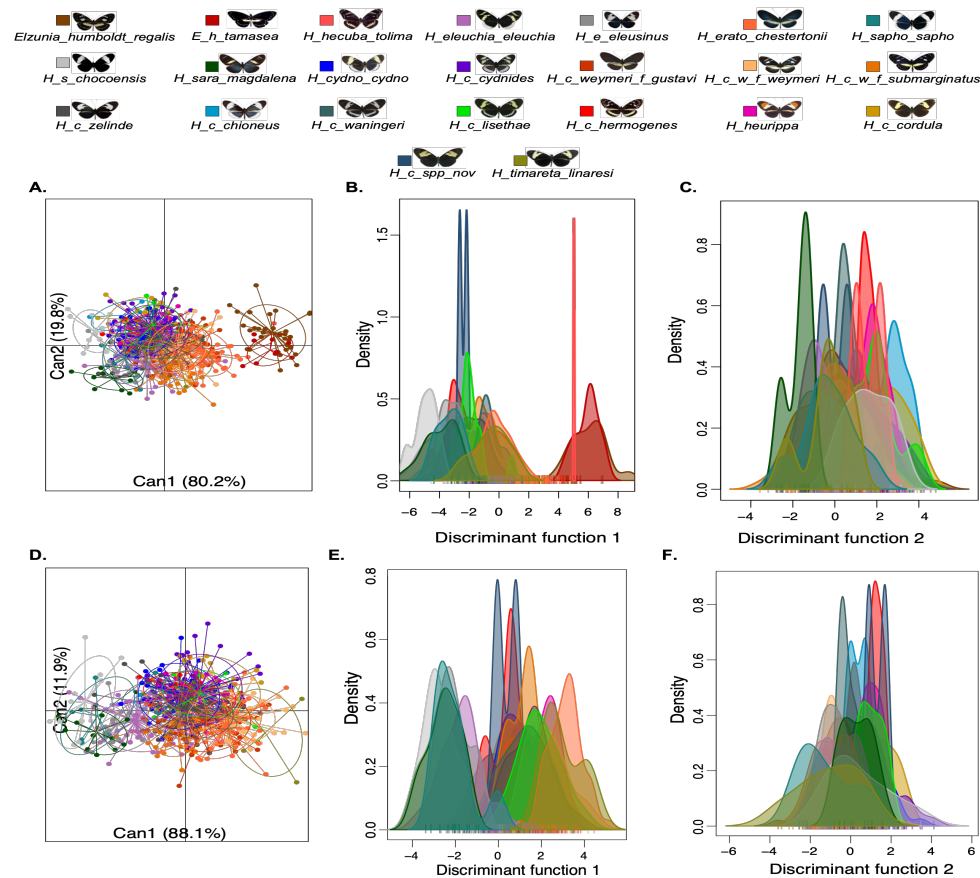 Elzunia_humboldt_regalis E_h_tamasea H_hecuba_tolima H_eleuchia_eleuchia H_e_eleusinus H_erato_chestertonii H_sapho_sapho
H_s_chocoensis H_sara_magdalena H_cydno_cydno H_c_cydnides H_c_weymeri_f_gustavi H_c_w_f_weymeri H_c_w_f_submarginatus
H_c_zelinde H_c_chioneus H_c_waningeri H_c_lisethae H_c_hermogenes H_heurippa H_c_cordula
H_c_spp_nov H_timareta_linaresi
A. B. C.
Can2 (19.8%)
Can1 (80.2%)
Density
0.0 0.5 1.0 1.5
−6 −4 −2 0 2 4 6 8
Discriminant function 1
Density
0.0 0.2 0.4 0.6 0.8
−4 −2 0 2 4
Discriminant function 2
D. E. F.
Can2 (11.9%)
Can1 (88.1%)
Density
0.0 0.2 0.4 0.6 0.8
−4 −2 0 2 4
Discriminant function 1
Density
0.0 0.2 0.4 0.6 0.8
−6 −4 −2 0 2 4 6
Discriminant function 2